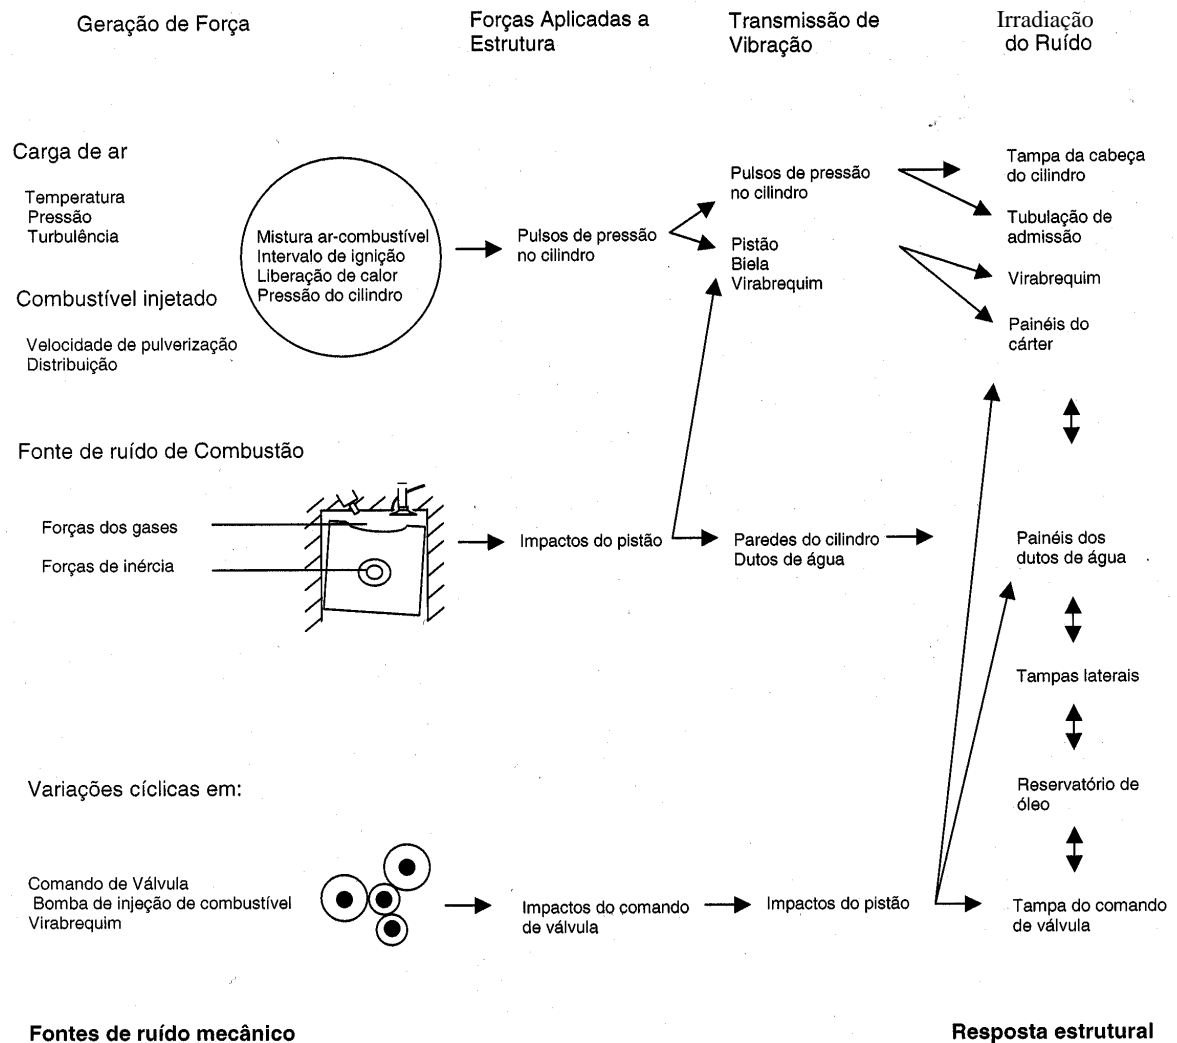 Geração de Força
Forças Aplicadas a
Estrutura
Transmissão de
Vibração
Irradiação
do Ruído
Carga de ar
Temperatura
Pressão
Turbulência
Combustível injetado
Velocidade de pulverização
Distribuição
Mistura ar-combustível
Intervalo de ignição
Liberação de calor
Pressão do cilindro
Pulsos de pressão
no cilindro
Pulsos de pressão
no cilindro
Pistão
Biela
Virabrequim
Tampa da cabeça
do cilindro
Tubulação de
admissão
Virabrequim
Painéis do
cárter
Fonte de ruído de Combustão
Forças dos gases
Forças de inércia
Impactos do pistão
Paredes do cilindro
Dutos de água
Painéis dos
dutos de água
Tampas laterais
Reservatório de
óleo
Variações cíclicas em:
Comando de Válvula
Bomba de injeção de combustível
Virabrequim
Impactos do comando
de válvula
Impactos do pistão
Tampa do comando
de válvula
Fontes de ruído mecânico
Resposta estrutural